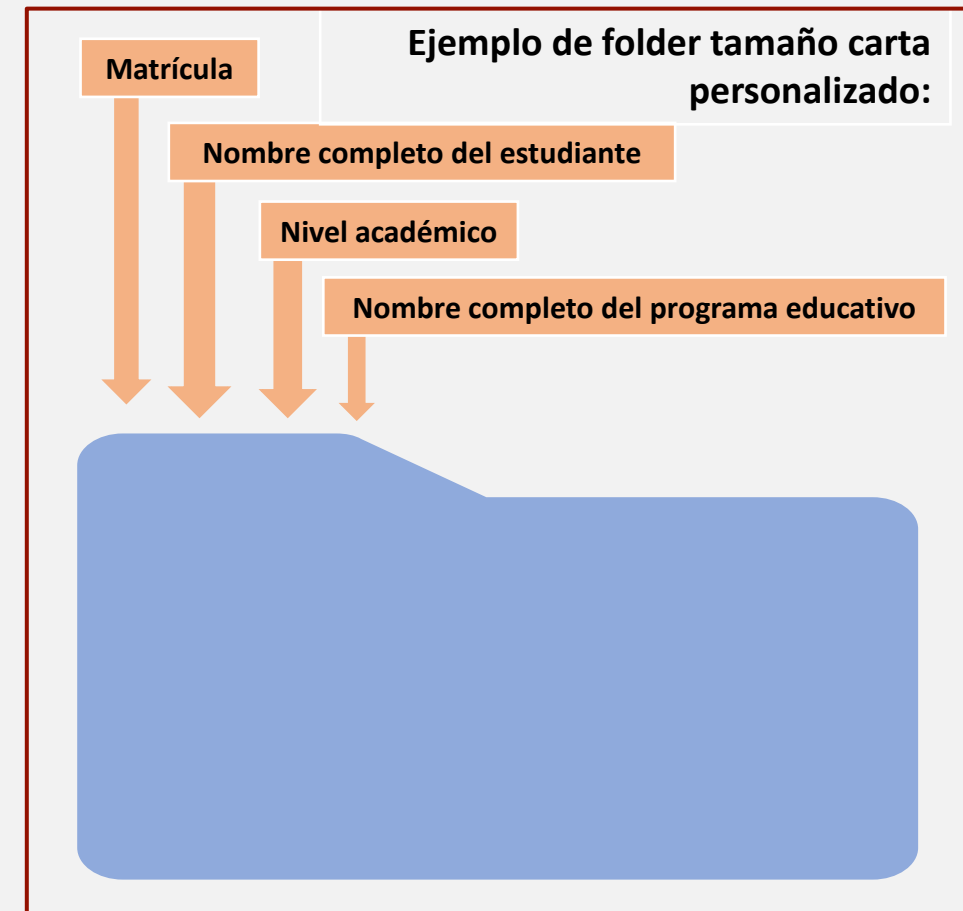 Ejemplo de folder tamaño carta
personalizado:
Matrícula
Nombre completo del estudiante
Nivel académico
Nombre completo del programa educativo